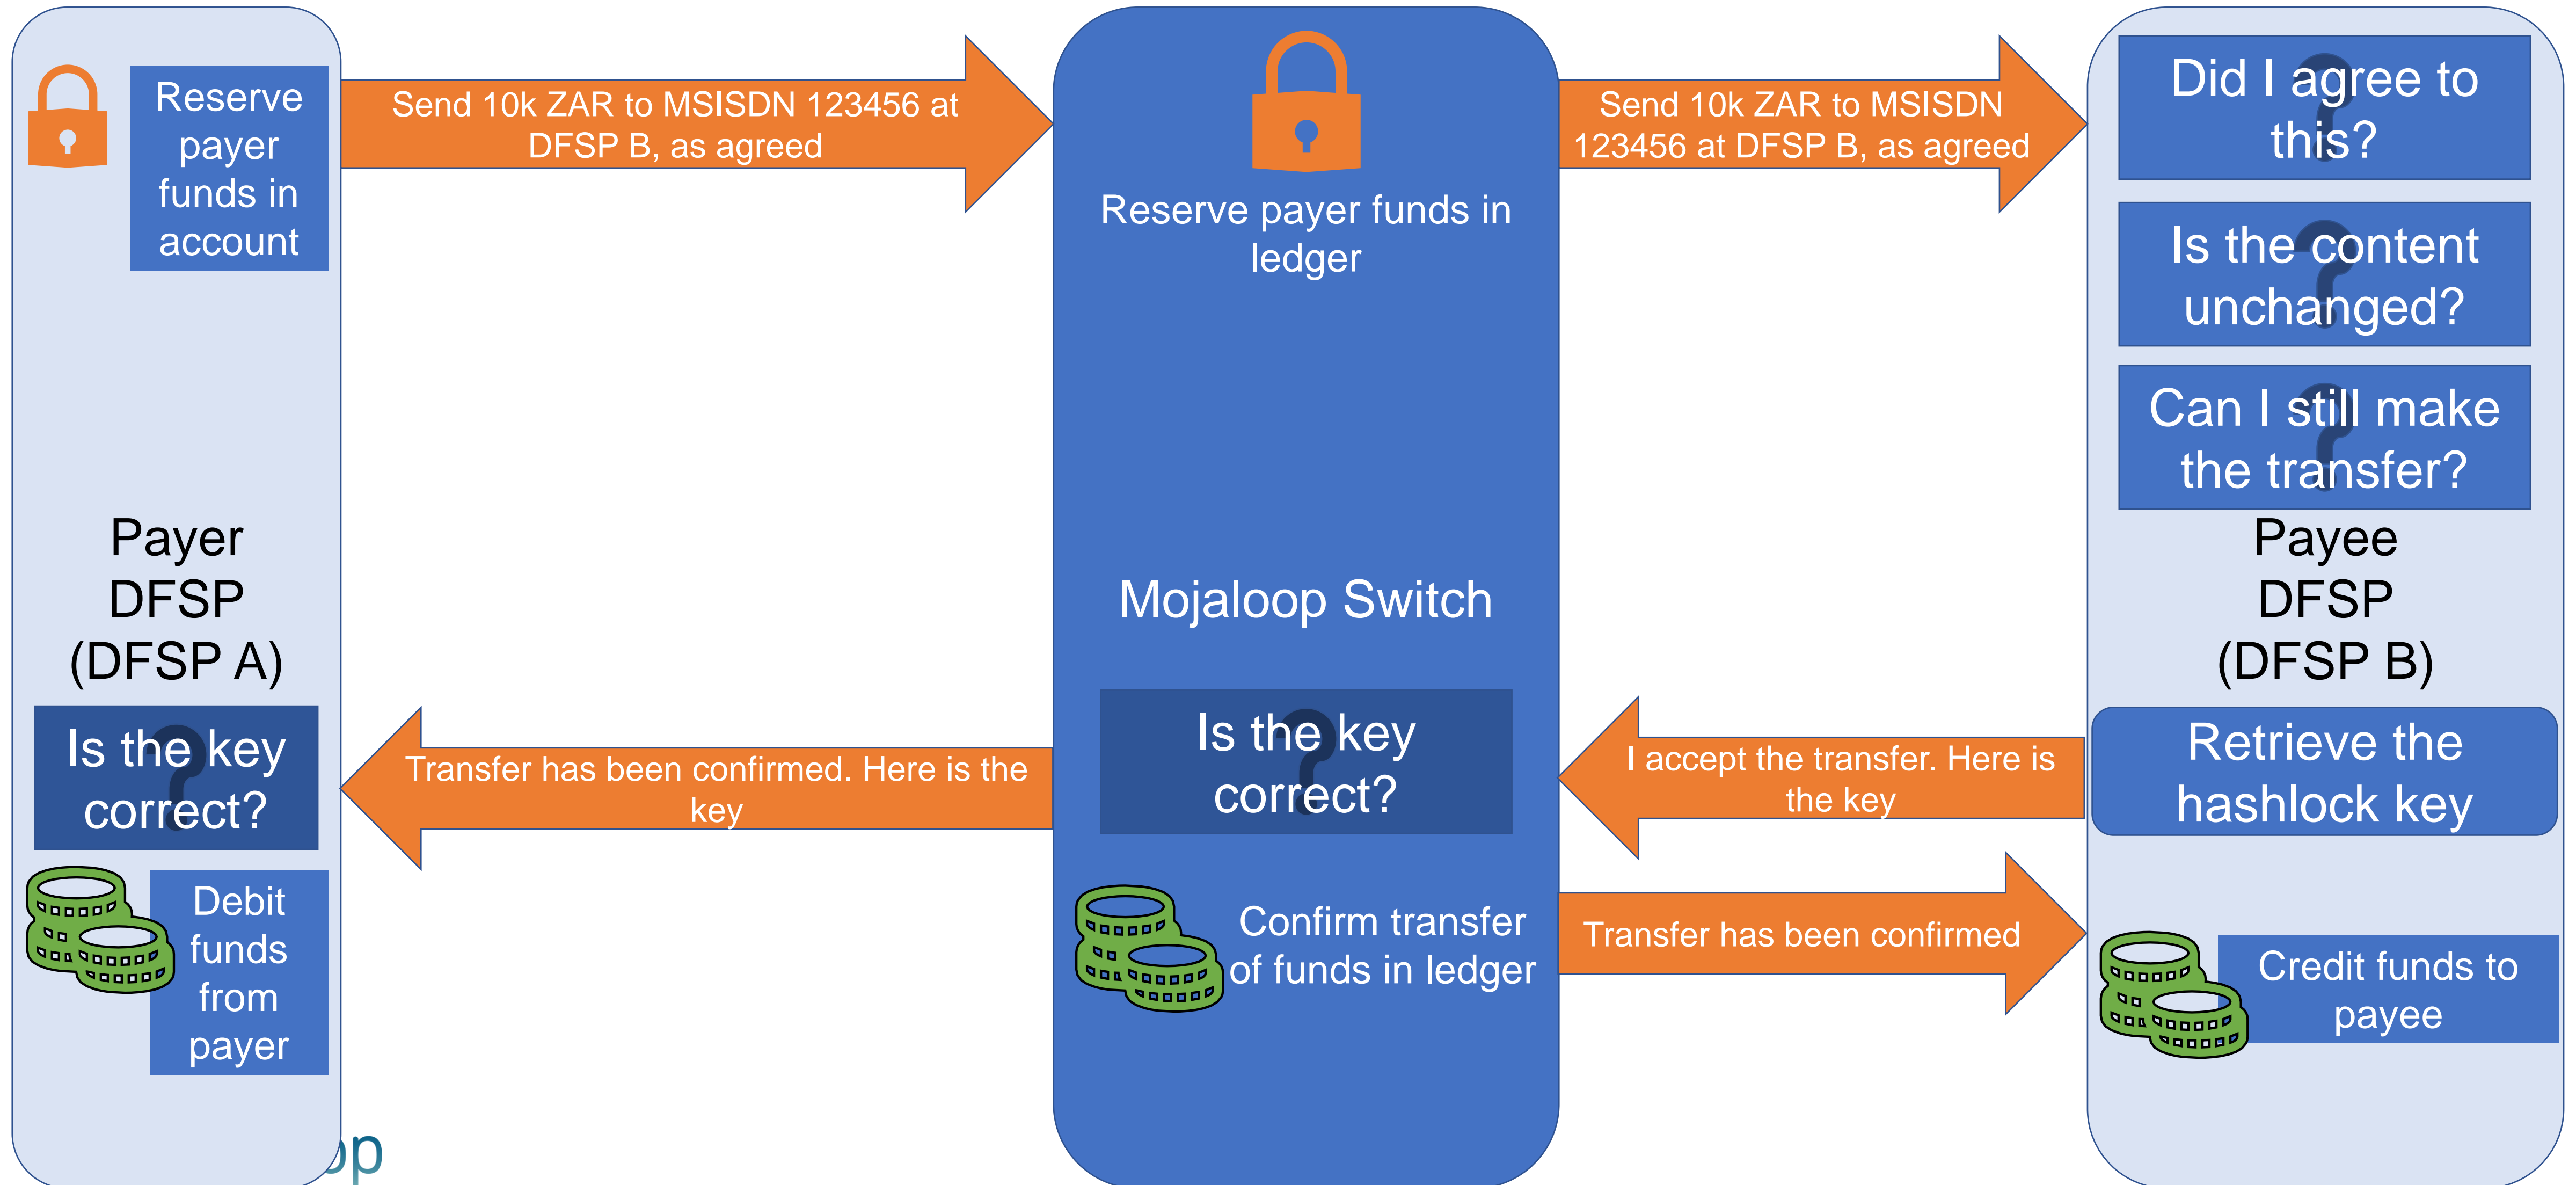 Reserve
payer
funds in
account
Send 10k ZAR to MSISDN 123456 at
DFSP B, as agreed
Reserve payer funds in
ledger
Send 10k ZAR to MSISDN
123456 at DFSP B, as agreed
Did I agree to
this?
Is the content
unchanged?
Can I still make
the transfer?
Payer
DFSP
(DFSP A)
Mojaloop Switch
Payee
DFSP
(DFSP B)
Retrieve the
hashlock key
I accept the transfer. Here is
the key
Is the key
correct?
Transfer has been confirmed. Here is the
key
Is the key
correct?
Debit
funds
from
payer
Confirm transfer
of funds in ledger
Transfer has been confirmed
Credit funds to
payee